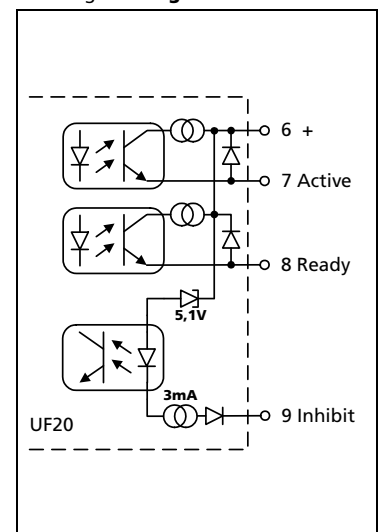 6 +
7 Active
8 Ready
5,1V
3mA
9 Inhibit
UF20